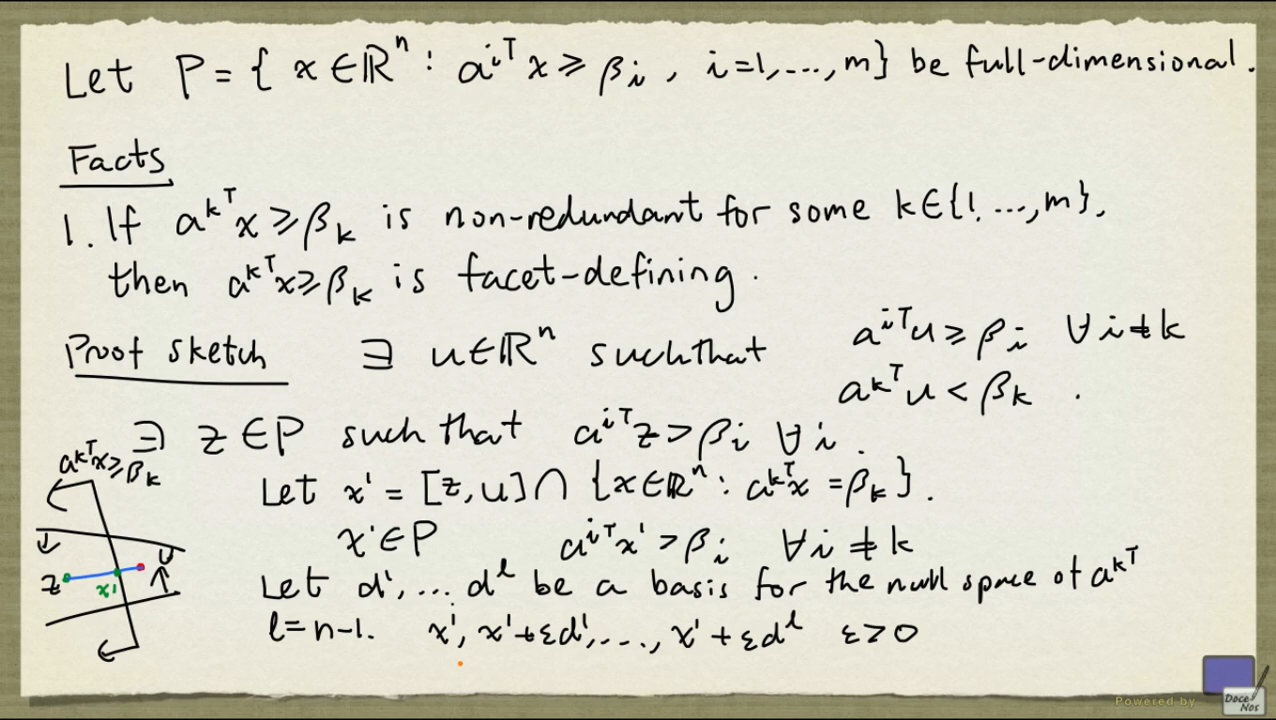 Let P = { x ∈ ℝⁿ : aⁱᵀ x ≥ βᵢ , i=1,...,m} be full-dimensional.
Facts
1. If aᵏᵀx ≥ βₖ is non-redundant for some k∈{1, ...,m},
then aᵏᵀx ≥ βₖ is facet-defining.
Proof sketch ∃ u∈ℝⁿ such that aⁱᵀu ≥ βᵢ ∀ i≠k
aᵏᵀu < βₖ .
∃ z ∈ P such that aⁱᵀz > βᵢ ∀ i.
aᵏᵀx ≥ βₖ
Let x' = [z, u] ∩ {x∈ℝⁿ : aᵏᵀx = βₖ}.
x' ∈ P aⁱᵀx' > βᵢ ∀ i ≠ k
z x' u
Let d¹, ... dˡ be a basis for the null space of aᵏᵀ
l = n-1. x', x'+εd¹, ..., x' + εdˡ ε > 0
Powered by
Doce
Nos